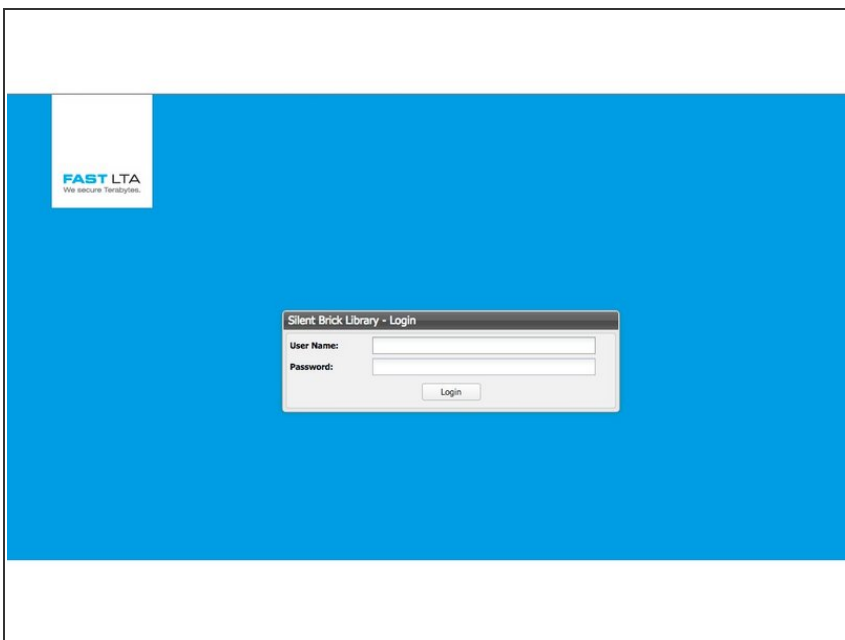 FAST LTA
We secure Terabytes.
Silent Brick Library - Login
User Name:
Password:
Login